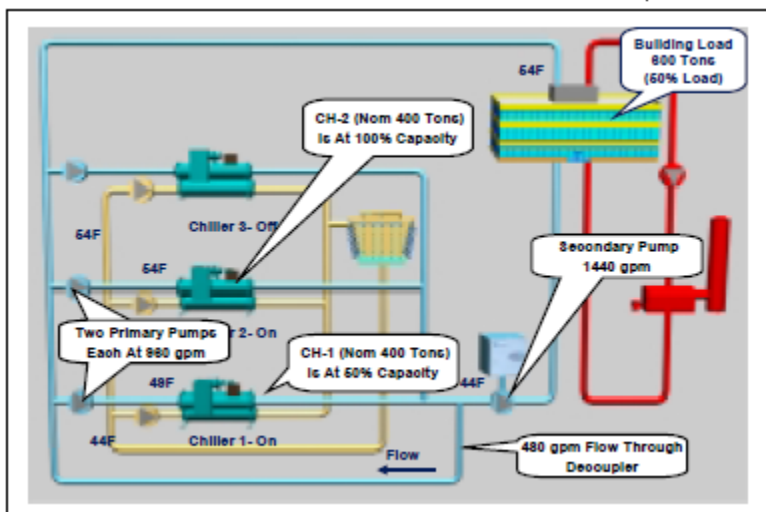 Building Load
600 Tons
(50% Load)
54F
CH-2 (Nom 400 Tons)
Is At 100% Capacity
Chiller 3- Off
54F
54F
Secondary Pump
1440 gpm
Two Primary Pumps
Each At 960 gpm
2- On
CH-1 (Nom 400 Tons)
Is At 50% Capacity
49F
44F
44F
Chiller 1- On
Flow
480 gpm Flow Through
Decoupler